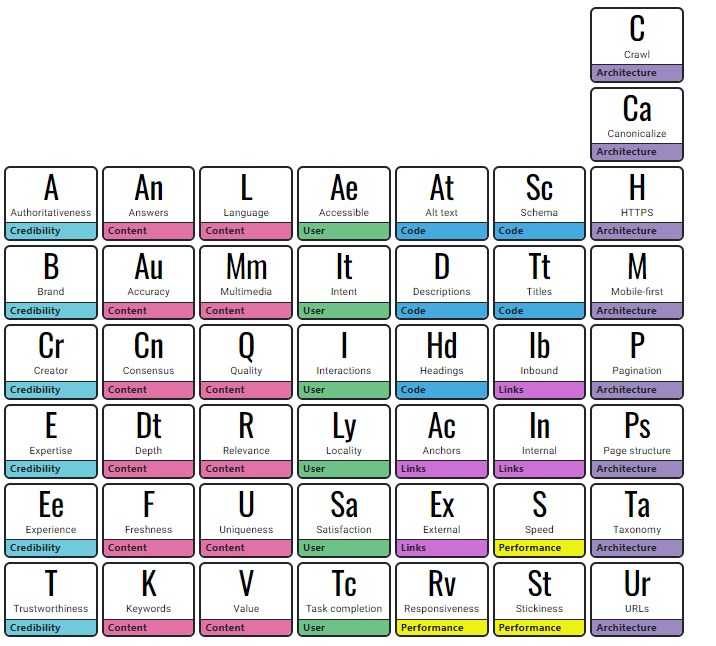 C
Crawl
Architecture
Ca
Canonicalize
Architecture
A
Authoritativeness
Credibility
An
Answers
Content
L
Language
Content
Ae
Accessible
User
At
Alt text
Code
Sc
Schema
Code
H
HTTPS
Architecture
B
Brand
Credibility
Au
Accuracy
Content
Mm
Multimedia
Content
It
Intent
User
D
Descriptions
Code
Tt
Titles
Code
M
Mobile-first
Architecture
Cr
Creator
Credibility
Cn
Consensus
Content
Q
Quality
Content
I
Interactions
User
Hd
Headings
Code
Ib
Inbound
Links
P
Pagination
Architecture
E
Expertise
Credibility
Dt
Depth
Content
R
Relevance
Content
Ly
Locality
User
Ac
Anchors
Links
In
Internal
Links
Ps
Page structure
Architecture
Ee
Experience
Credibility
F
Freshness
Content
U
Uniqueness
Content
Sa
Satisfaction
User
Ex
External
Links
S
Speed
Performance
Ta
Taxonomy
Architecture
T
Trustworthiness
Credibility
K
Keywords
Content
V
Value
Content
Tc
Task completion
User
Rv
Responsiveness
Performance
St
Stickiness
Performance
Ur
URLs
Architecture